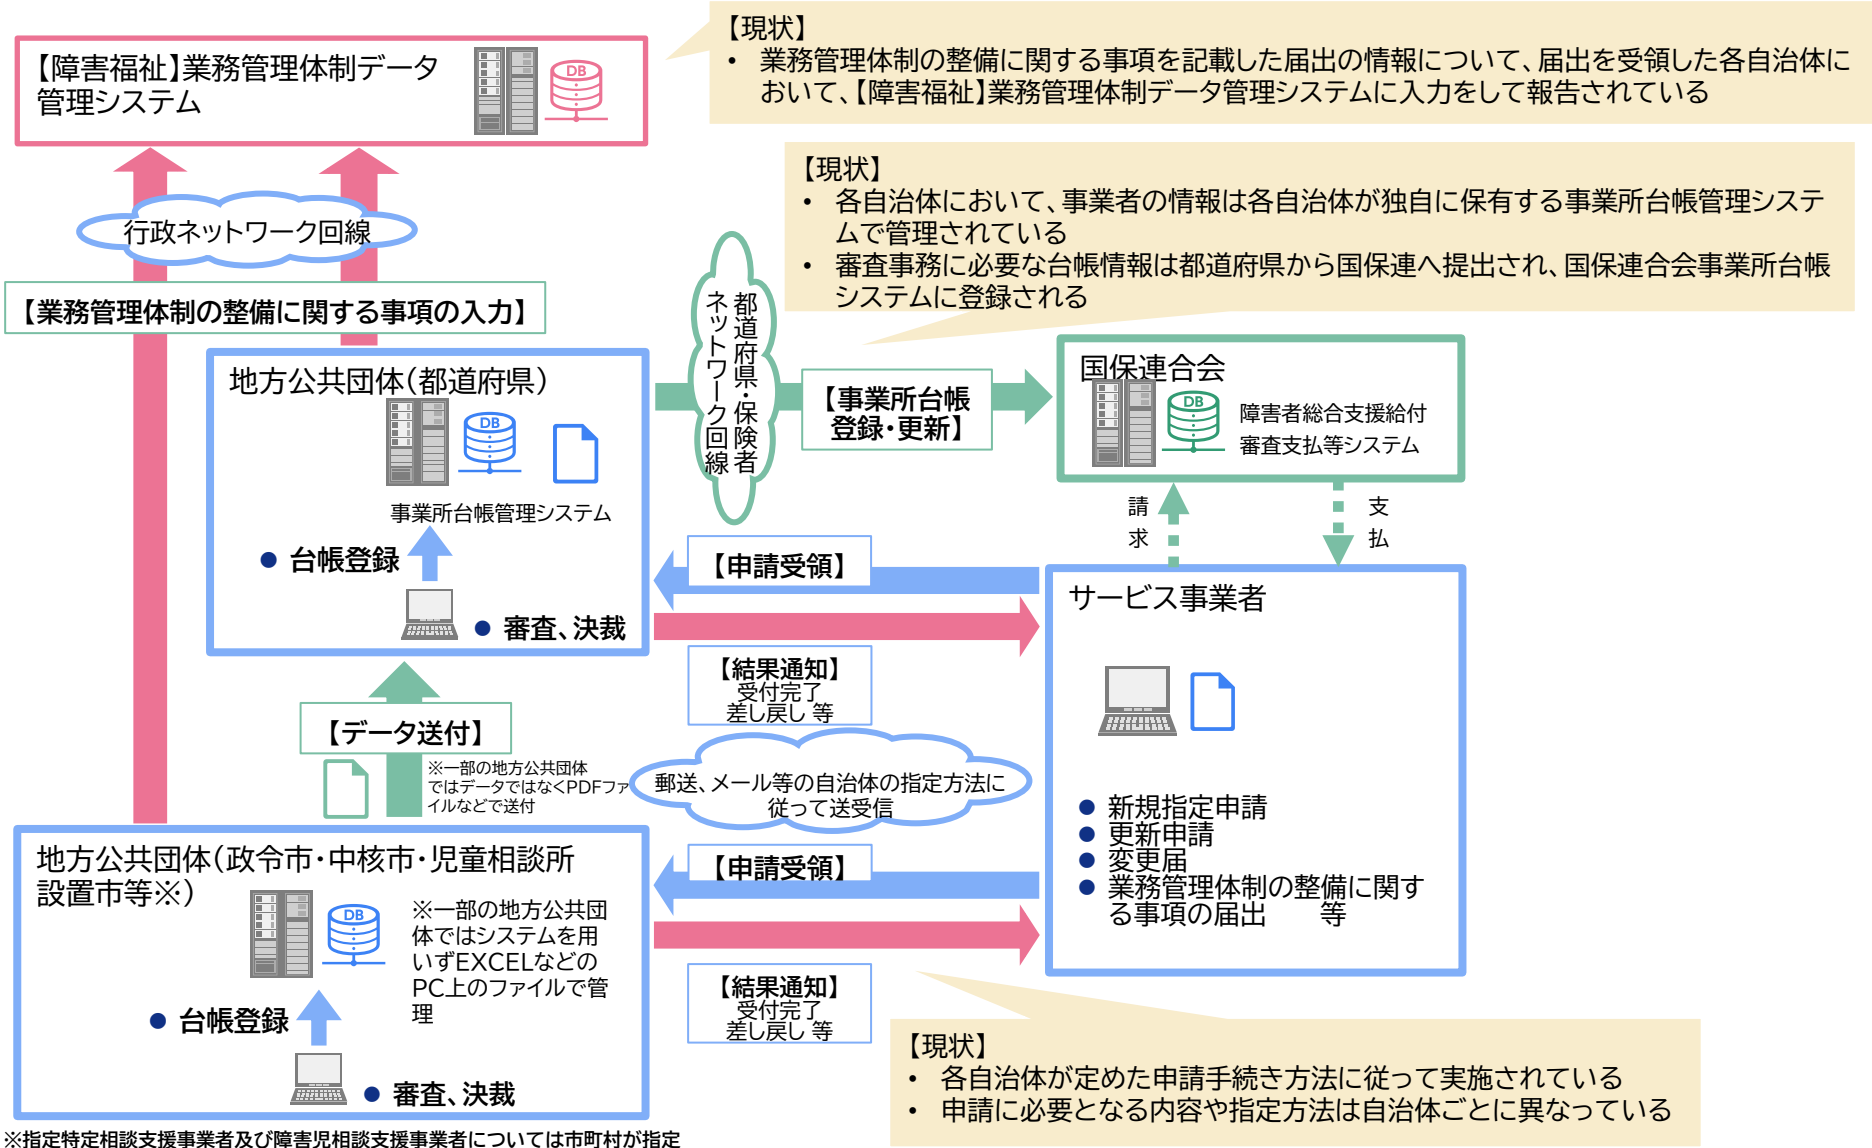 【現状】
• 業務管理体制の整備に関する事項を記載した届出の情報について、届出を受領した各自治体に
おいて、【障害福祉】業務管理体制データ管理システムに入力をして報告されている
【障害福祉】業務管理体制データ
管理システム
DB
【現状】
• 各自治体において、事業者の情報は各自治体が独自に保有する事業所台帳管理システ
ムで管理されている
• 審査事務に必要な台帳情報は都道府県から国保連へ提出され、国保連合会事業所台帳
システムに登録される
行政ネットワーク回線
【業務管理体制の整備に関する事項の入力】
都道府県・保険者
ネットワーク回線
地方公共団体(都道府県)
DB
事業所台帳管理システム
● 台帳登録
● 審査、決裁
【事業所台帳
登録・更新】
国保連合会
DB
障害者総合支援給付
審査支払等システム
請求
支払
【申請受領】
【結果通知】
受付完了
差し戻し 等
サービス事業者
● 新規指定申請
● 更新申請
● 変更届
● 業務管理体制の整備に関す
る事項の届出 等
【データ送付】
※一部の地方公共団体
ではデータではなくPDFファ
イルなどで送付
郵送、メール等の自治体の指定方法に
従って送受信
地方公共団体(政令市・中核市・児童相談所
設置市等※)
DB
※一部の地方公共団
体ではシステムを用
いずEXCELなどの
PC上のファイルで管
理
● 台帳登録
● 審査、決裁
【申請受領】
【結果通知】
受付完了
差し戻し 等
【現状】
• 各自治体が定めた申請手続き方法に従って実施されている
• 申請に必要となる内容や指定方法は自治体ごとに異なっている
※指定特定相談支援事業者及び障害児相談支援事業者については市町村が指定